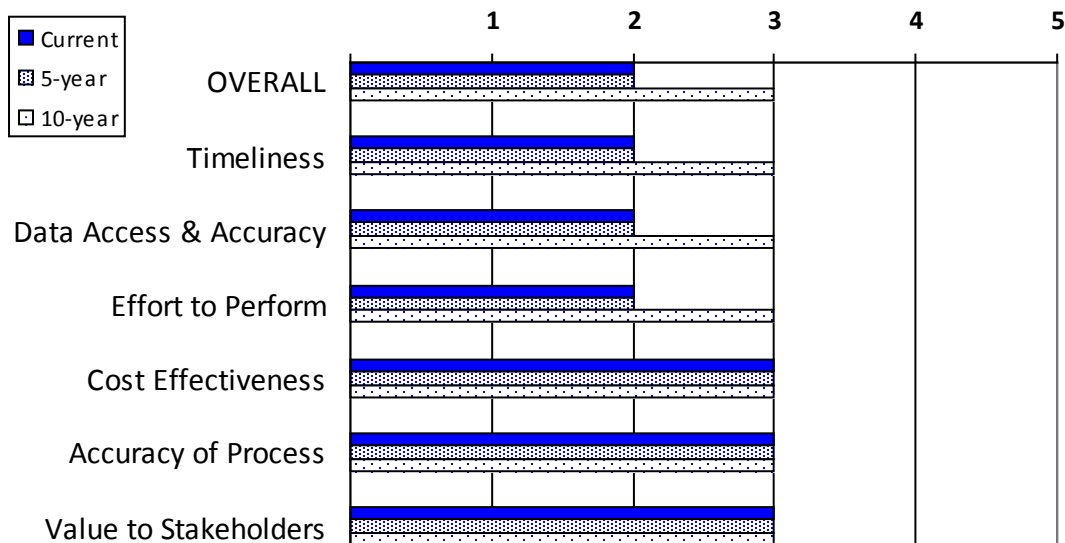 1 2 3 4 5
Current
5-year
10-year
OVERALL
Timeliness
Data Access & Accuracy
Effort to Perform
Cost Effectiveness
Accuracy of Process
Value to Stakeholders